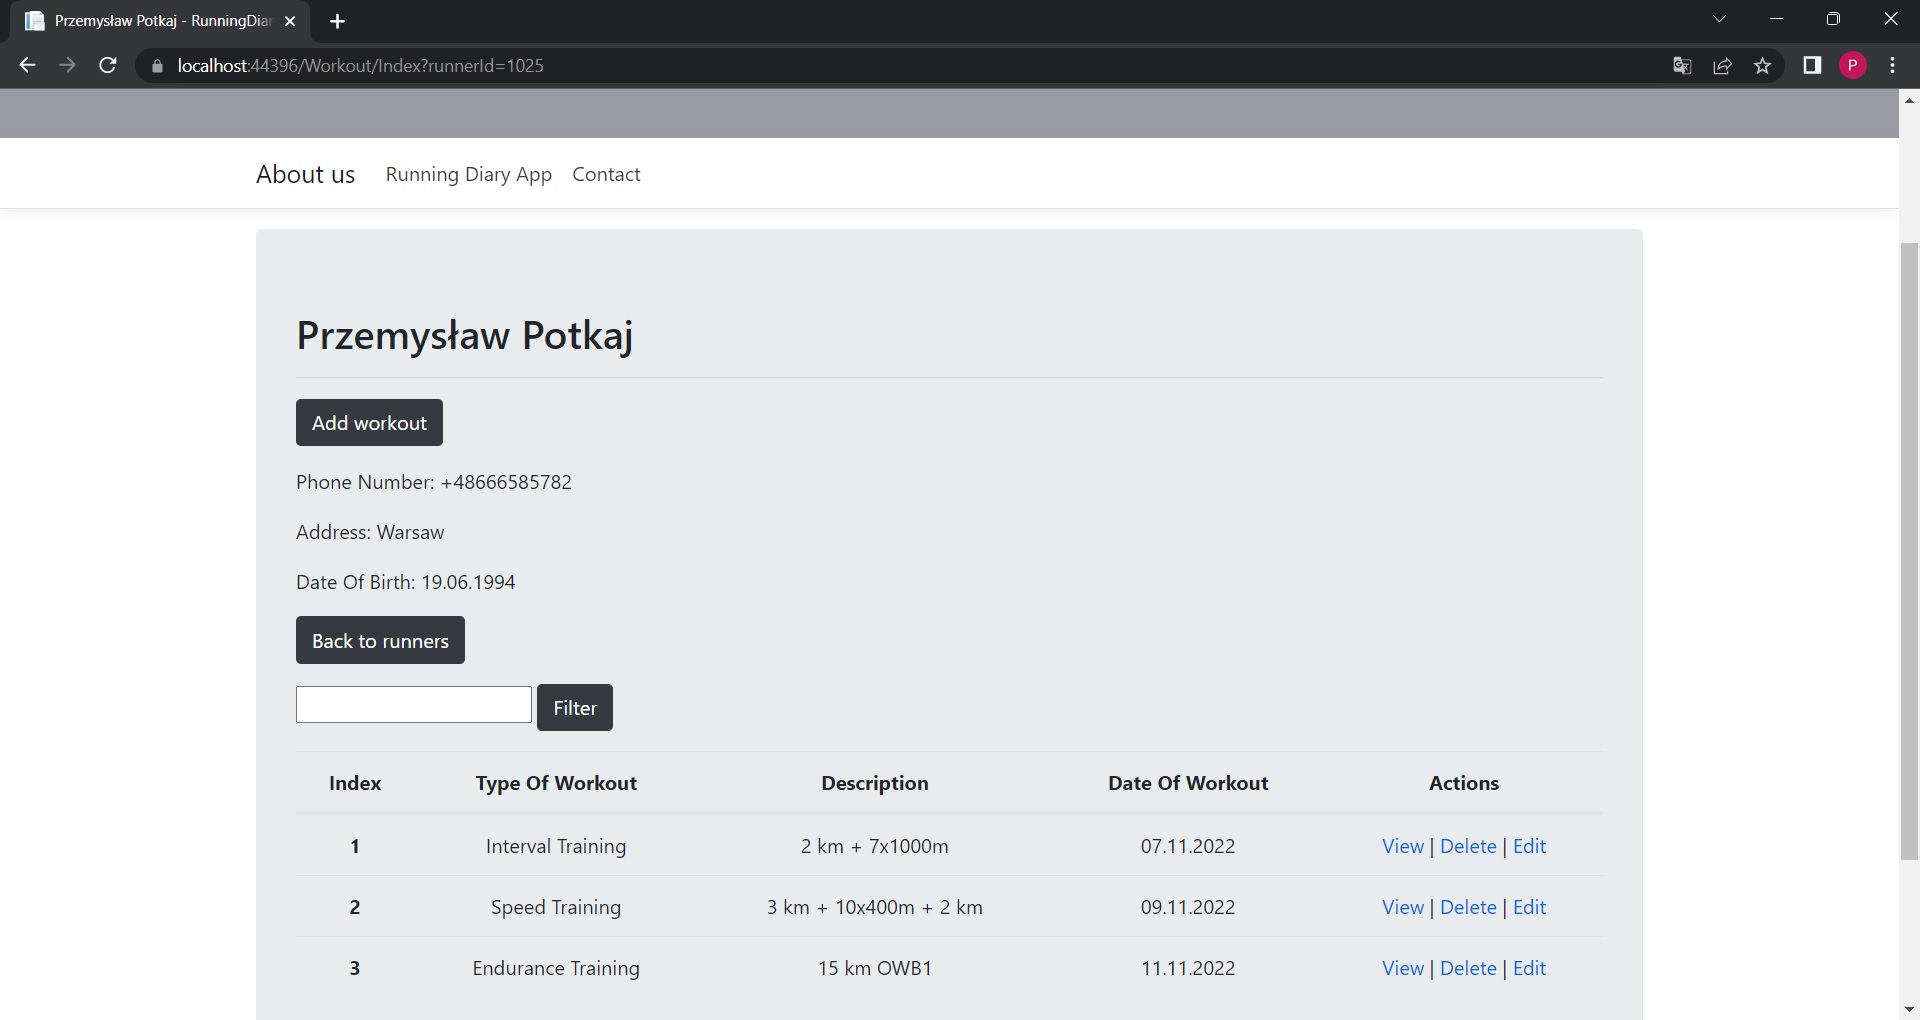 Przemysław Potkaj - RunningDiar
localhost:44396/Workout/Index?runnerId=1025
P
About us Running Diary App Contact
Przemysław Potkaj
Add workout
Phone Number: +48666585782
Address: Warsaw
Date Of Birth: 19.06.1994
Back to runners
Filter
Index Type Of Workout Description Date Of Workout Actions
1 Interval Training 2 km + 7x1000m 07.11.2022 View | Delete | Edit
2 Speed Training 3 km + 10x400m + 2 km 09.11.2022 View | Delete | Edit
3 Endurance Training 15 km OWB1 11.11.2022 View | Delete | Edit